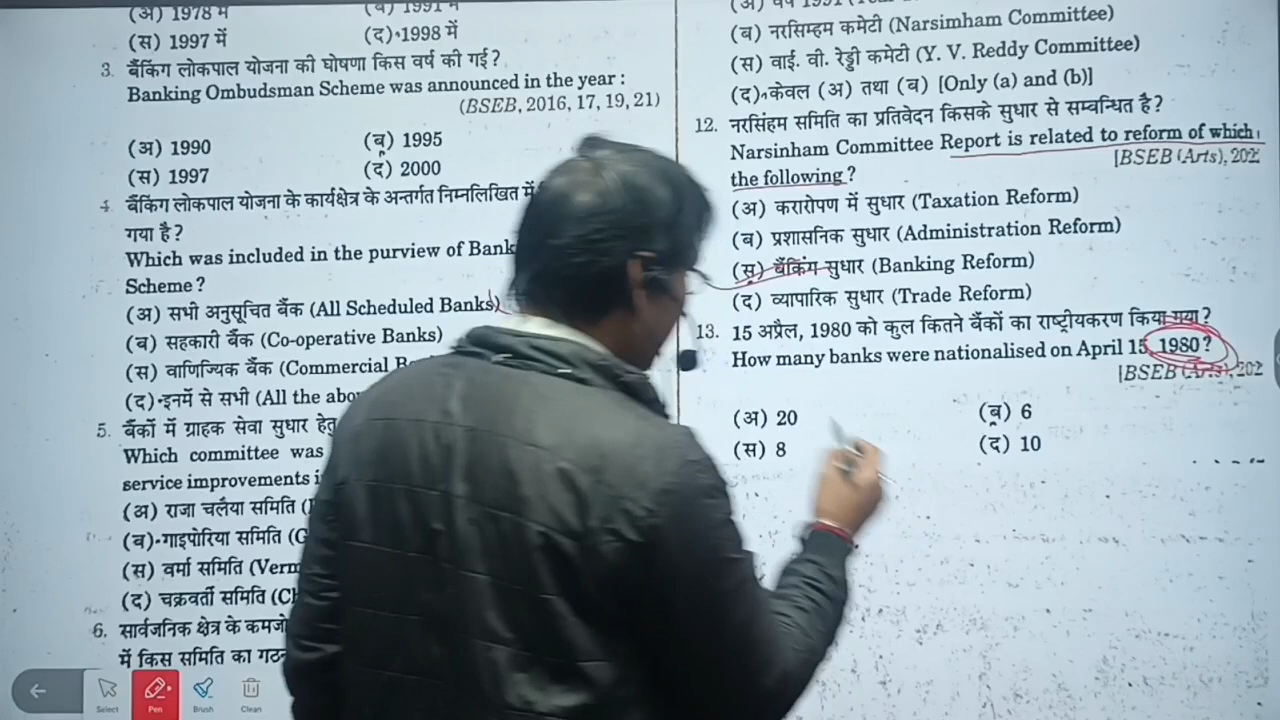 (अ) 1978 में
(ब) 1991 में
(स) 1997 में
(द) 1998 में
3. बैंकिंग लोकपाल योजना की घोषणा किस वर्ष की गई?
Banking Ombudsman Scheme was announced in the year :
(BSEB, 2016, 17, 19, 21)
(अ) 1990
(ब) 1995
(स) 1997
(द) 2000
4. बैंकिंग लोकपाल योजना के कार्यक्षेत्र के अन्तर्गत निम्नलिखित में
गया है?
Which was included in the purview of Bank
Scheme ?
(अ) सभी अनुसूचित बैंक (All Scheduled Banks)
(ब) सहकारी बैंक (Co-operative Banks)
(स) वाणिज्यिक बैंक (Commercial
(द) इनमें से सभी (All the
5. बैंकों में ग्राहक सेवा सुधार हेतु
Which committee was
service improvements
(अ) राजा चलैया समिति
(ब) गाइपोरिया समिति (G
(स) वर्मा समिति (Verm
(द) चक्रवर्ती समिति
6. सार्वजनिक क्षेत्र के
में किस समिति का
(ब) नरसिम्हम कमेटी (Narsimham Committee)
(स) वाई. वी. रेड्डी कमेटी (Y. V. Reddy Committee)
(द) केवल (अ) तथा (ब) [Only (a) and (b)]
12. नरसिंहम समिति का प्रतिवेदन किसके सुधार से सम्बन्धित है?
Narsinham Committee Report is related to reform of which
[BSEB (Arts), 202
the following ?
(अ) करारोपण में सुधार (Taxation Reform)
(ब) प्रशासनिक सुधार (Administration Reform)
(स) बैंकिंग सुधार (Banking Reform)
(द) व्यापारिक सुधार (Trade Reform)
13. 15 अप्रैल, 1980 को कुल कितने बैंकों का राष्ट्रीयकरण किया गया?
How many banks were nationalised on April 15, 1980?
[BSEB (Arts), 202
(अ) 20
(ब) 6
(स) 8
(द) 10
Select
Pen
Brush
Clean